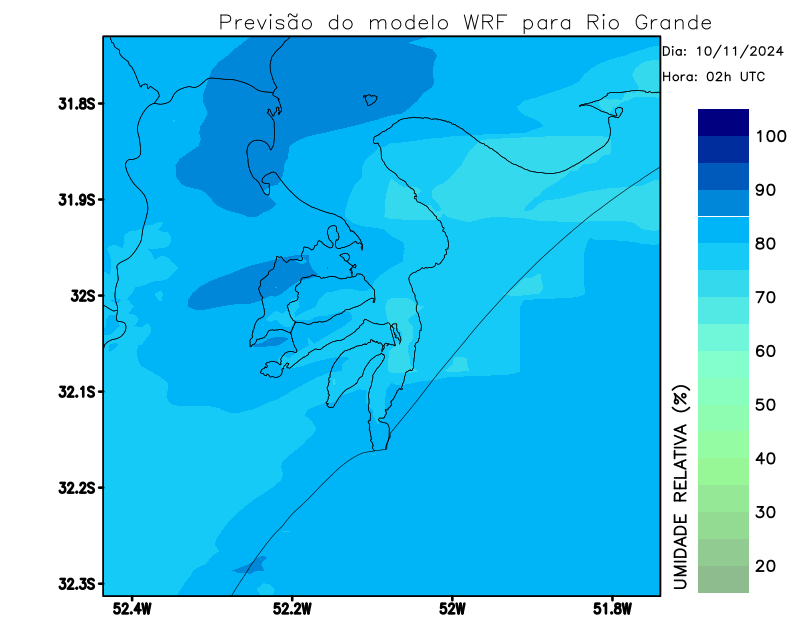 Previsão do modelo WRF para Rio Grande
Dia: 10/11/2024
Hora: 02h UTC
31.8S
31.9S
32S
32.1S
32.2S
32.3S
52.4W
52.2W
52W
51.8W
100
90
80
70
60
50
40
30
20
UMIDADE RELATIVA (%)